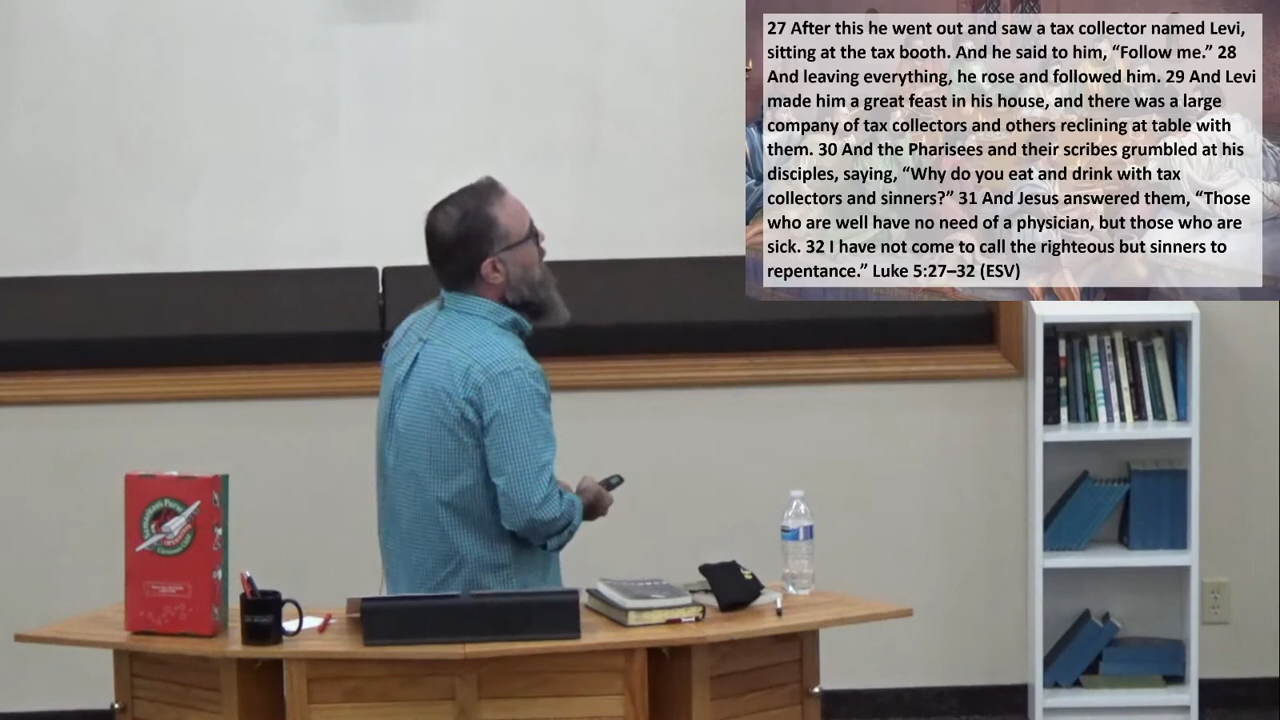 27 After this he went out and saw a tax collector named Levi,
sitting at the tax booth. And he said to him, “Follow me.” 28
And leaving everything, he rose and followed him. 29 And Levi
made him a great feast in his house, and there was a large
company of tax collectors and others reclining at table with
them. 30 And the Pharisees and their scribes grumbled at his
disciples, saying, “Why do you eat and drink with tax
collectors and sinners?” 31 And Jesus answered them, “Those
who are well have no need of a physician, but those who are
sick. 32 I have not come to call the righteous but sinners to
repentance.” Luke 5:27–32 (ESV)